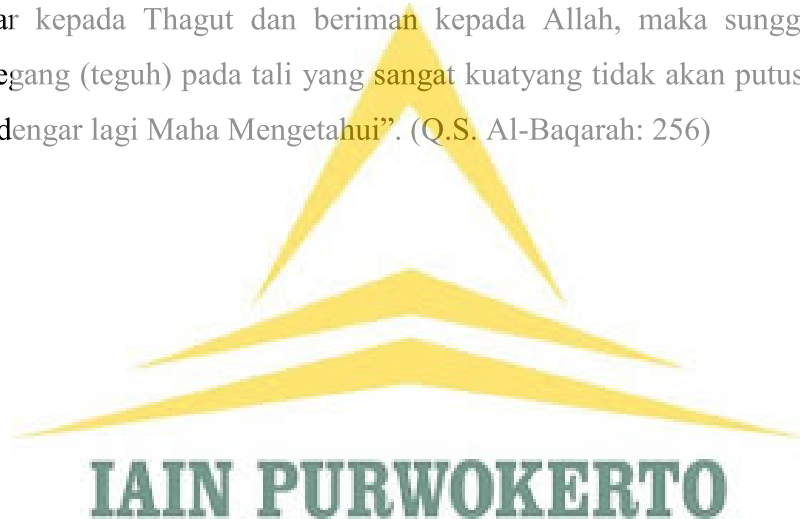 ar kepada Thagut dan beriman kepada Allah, maka sungg
egang (teguh) pada tali yang sangat kuatyang tidak akan putus
dengar lagi Maha Mengetahui”. (Q.S. Al-Baqarah: 256)
IAIN PURWOKERTO